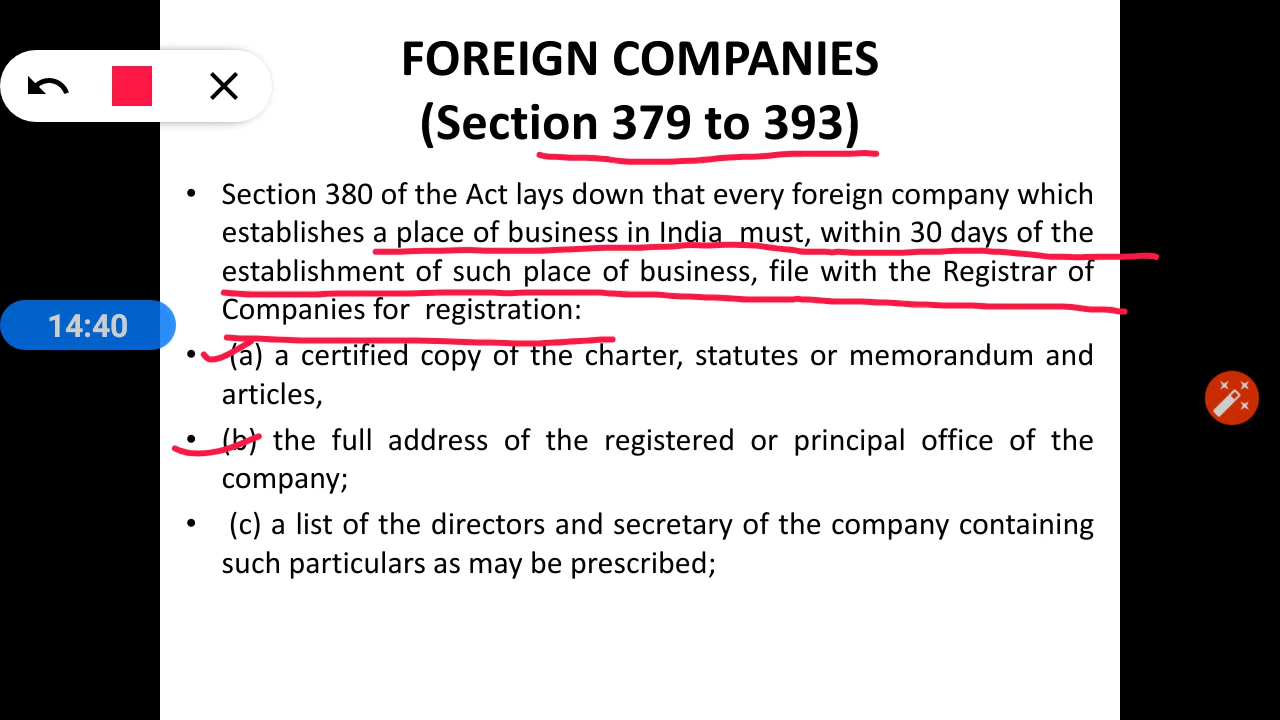 FOREIGN COMPANIES
(Section 379 to 393)
• Section 380 of the Act lays down that every foreign company which
establishes a place of business in India must, within 30 days of the
establishment of such place of business, file with the Registrar of
Companies for registration:
14:40
• (a) a certified copy of the charter, statutes or memorandum and
articles,
• (b) the full address of the registered or principal office of the
company;
• (c) a list of the directors and secretary of the company containing
such particulars as may be prescribed;